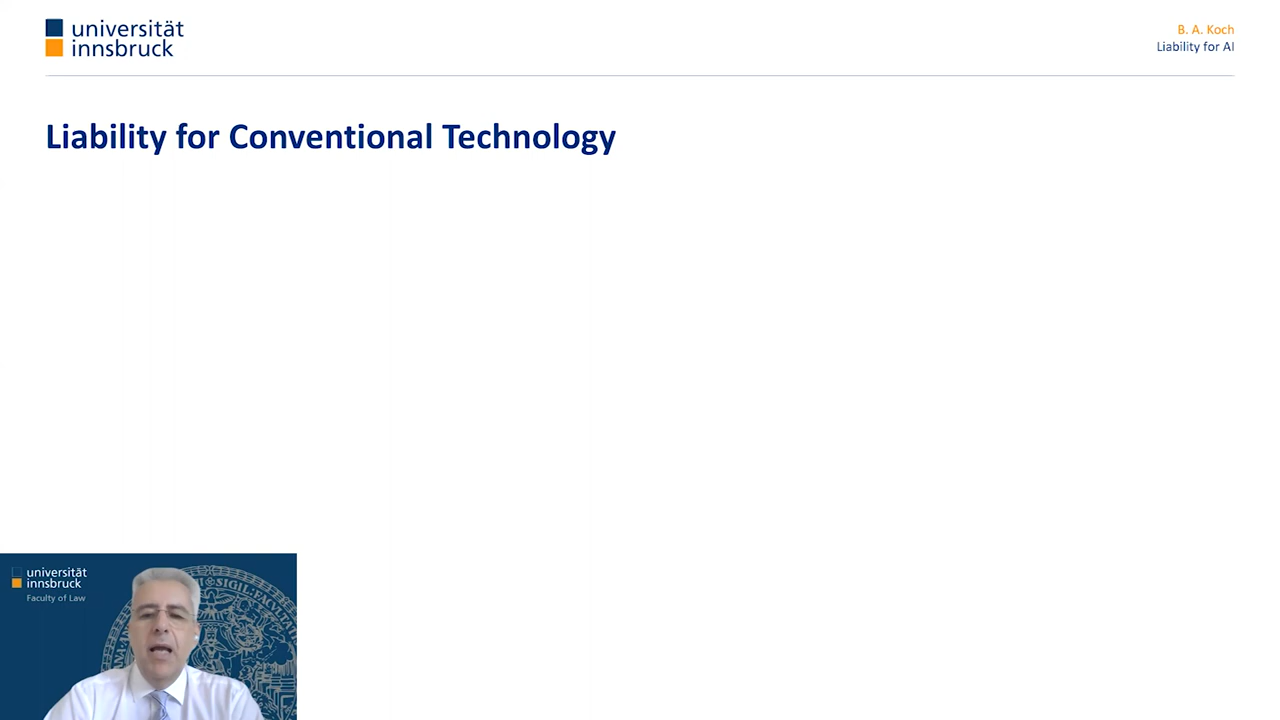 universität
innsbruck
B. A. Koch
Liability for AI
Liability for Conventional Technology
universität
innsbruck
Faculty of Law